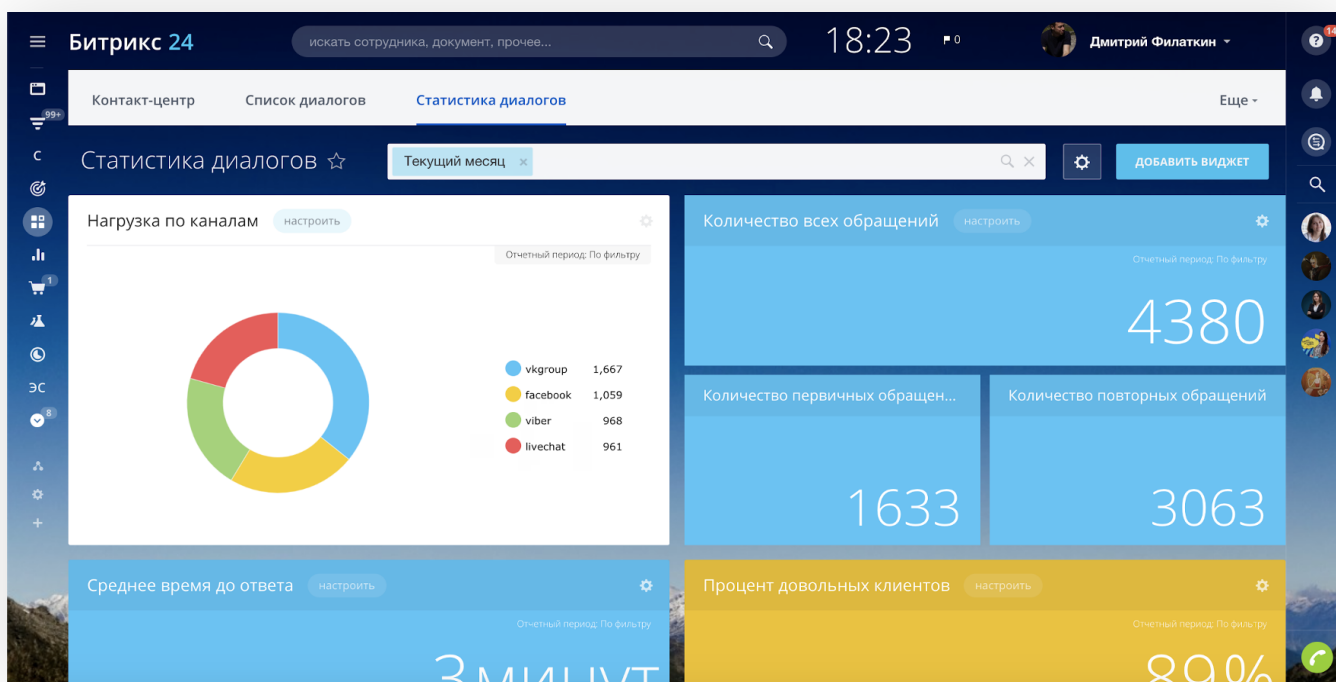 Битрикс 24
искать сотрудника, документ, прочее...
18:23
0
Дмитрий Филаткин
14
Контакт-центр
Список диалогов
Статистика диалогов
Еще
99+
С
1
ЭС
8
Статистика диалогов
Текущий месяц ×
ДОБАВИТЬ ВИДЖЕТ
Нагрузка по каналам
настроить
Отчетный период: По фильтру
vkgroup 1,667
facebook 1,059
viber 968
livechat 961
Количество всех обращений
настроить
Отчетный период: По фильтру
4380
Количество первичных обращен...
1633
Количество повторных обращений
3063
Среднее время до ответа
настроить
Отчетный период: По фильтру
3 минут
Процент довольных клиентов
настроить
Отчетный период: По фильтру
89%